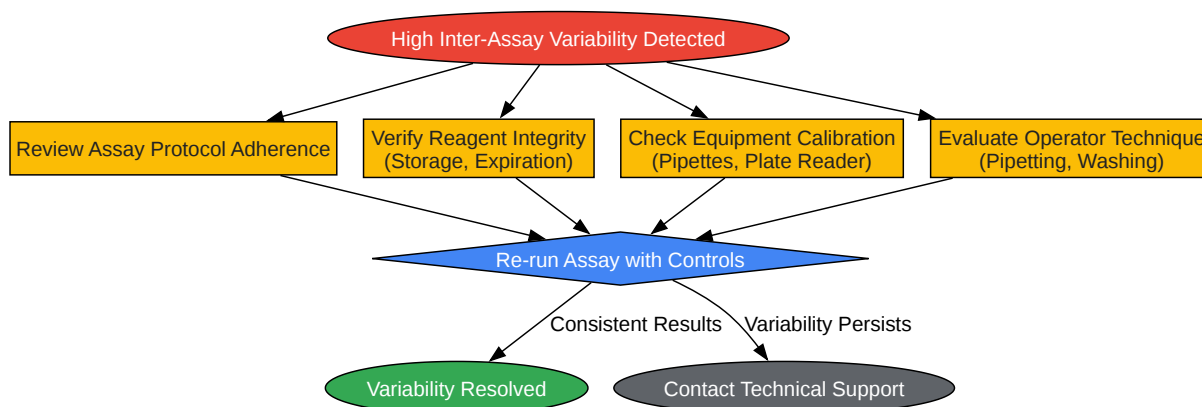 High Inter-Assay Variability Detected
Review Assay Protocol Adherence
Verify Reagent Integrity
(Storage, Expiration)
Check Equipment Calibration
(Pipettes, Plate Reader)
Evaluate Operator Technique
(Pipetting, Washing)
Re-run Assay with Controls
Consistent Results
Variability Persists
Variability Resolved
Contact Technical Support